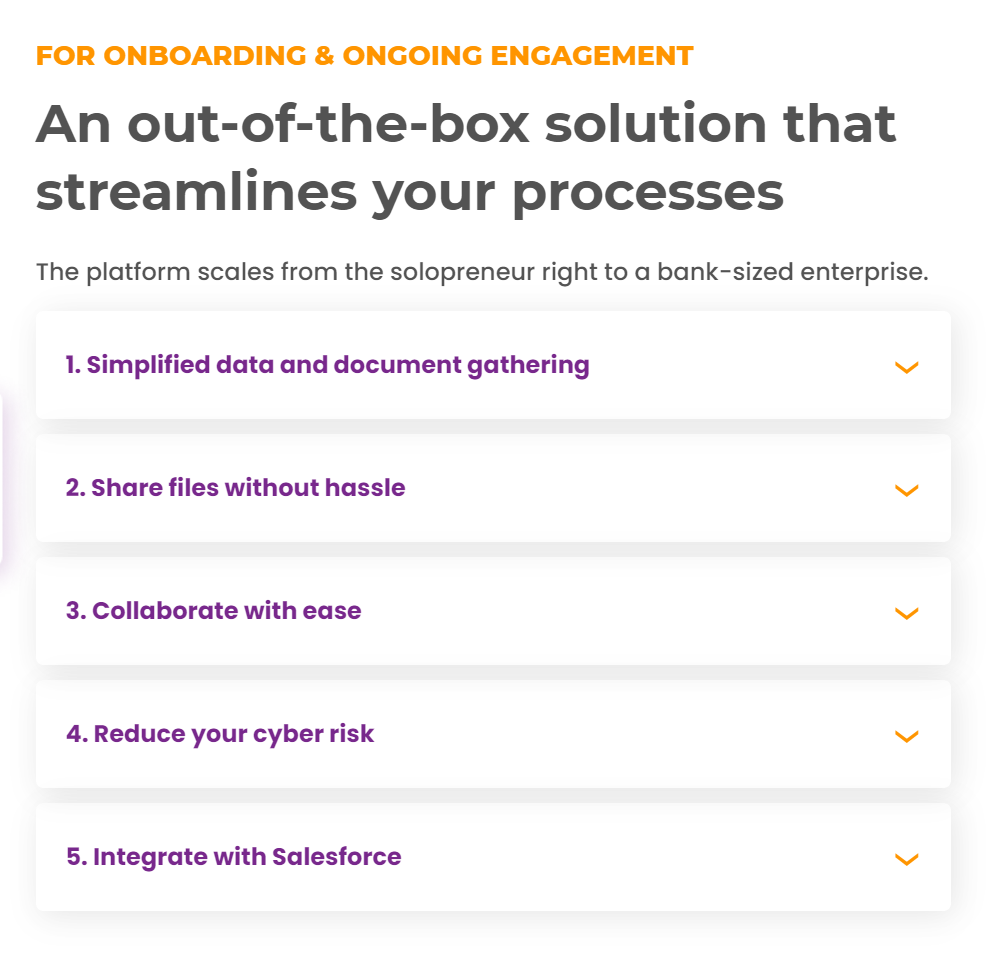 FOR ONBOARDING & ONGOING ENGAGEMENT
An out-of-the-box solution that
streamlines your processes
The platform scales from the solopreneur right to a bank-sized enterprise.
1. Simplified data and document gathering
2. Share files without hassle
3. Collaborate with ease
4. Reduce your cyber risk
5. Integrate with Salesforce